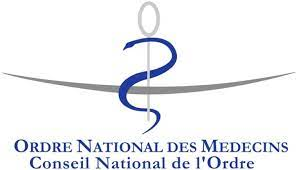 ORDRE NATIONAL DES MEDECINS
Conseil National de l'Ordre